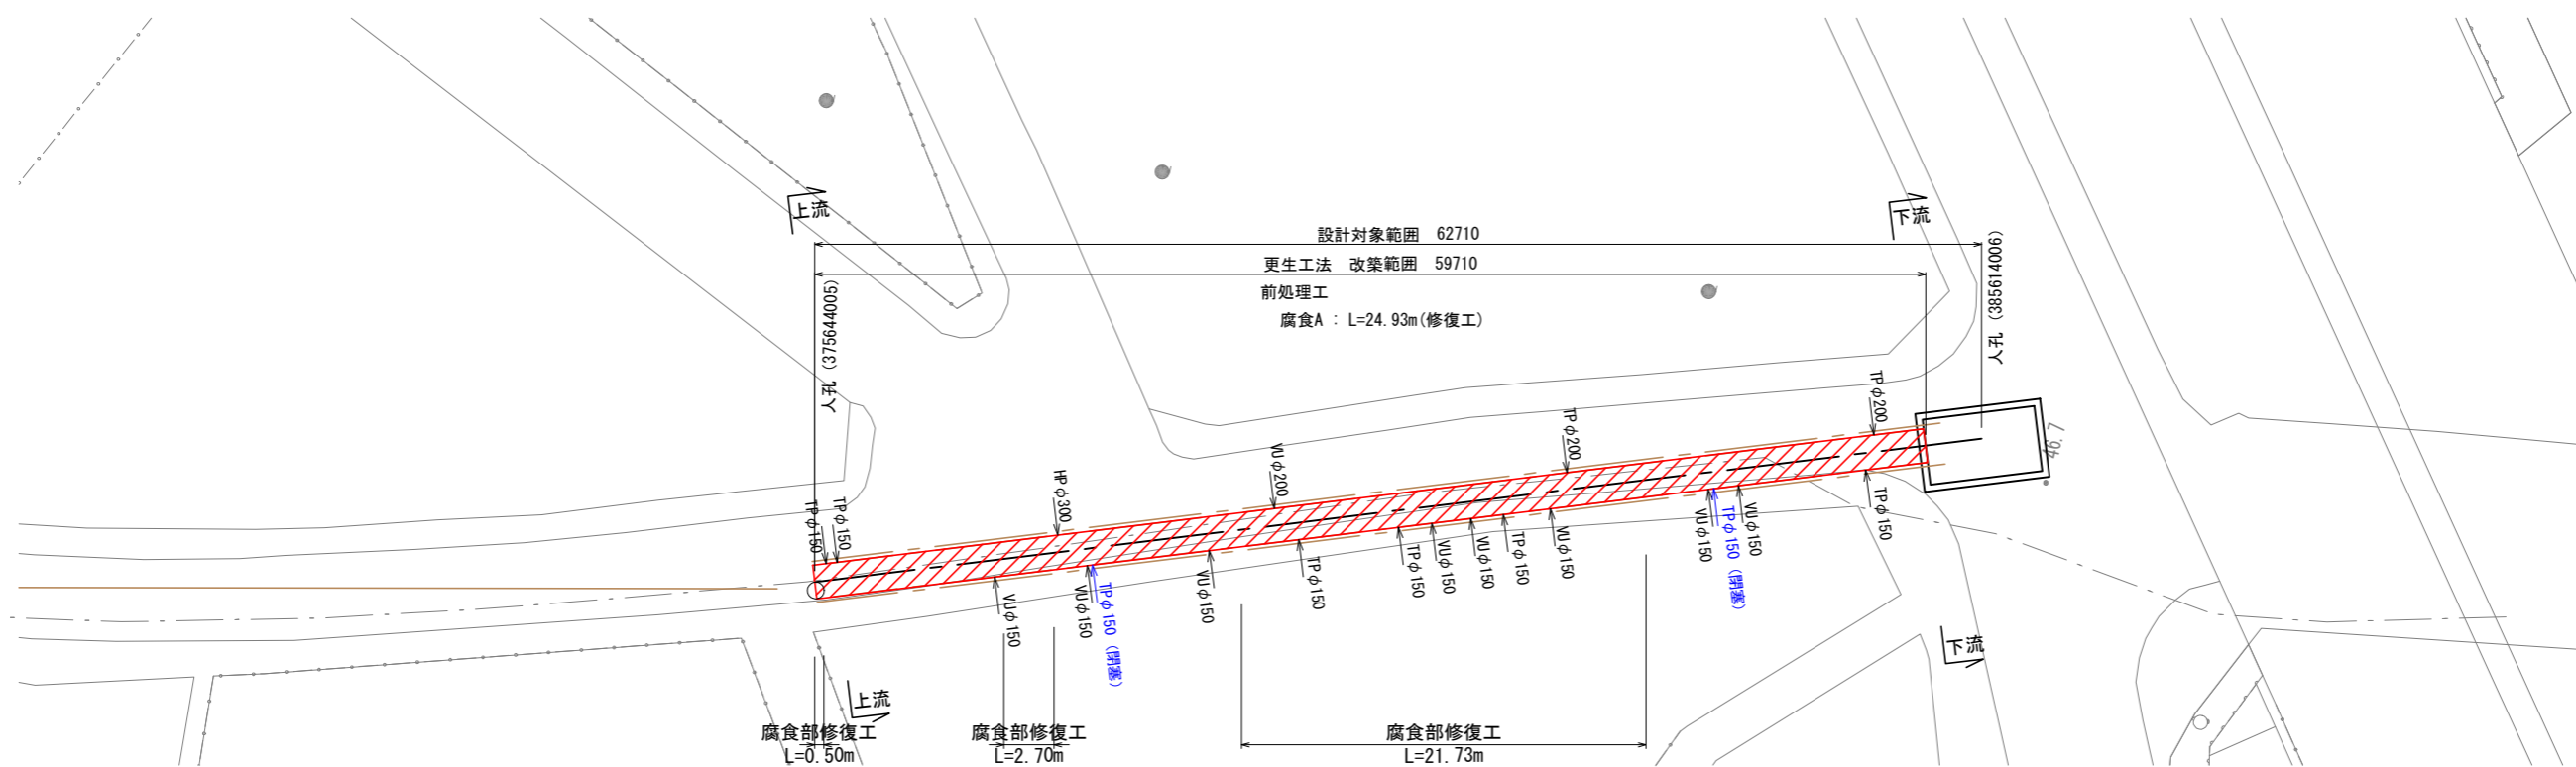 上流
下流
設計対象範囲 62710
更生工法 改築範囲 59710
前処理工
腐食A : L=24.93m(修復工)
人孔 (375644005)
人孔 (385614006)
TPφ150
TPφ150
HPφ300
VUφ200
TPφ200
TPφ200
46.7
VUφ150
VUφ150
TPφ150 (閉塞)
VUφ150
TPφ150
TPφ150
VUφ150
VUφ150
TPφ150
VUφ150
VUφ150
TPφ150 (閉塞)
VUφ150
TPφ150
上流
下流
腐食部修復工
L=0.50m
腐食部修復工
L=2.70m
腐食部修復工
L=21.73m